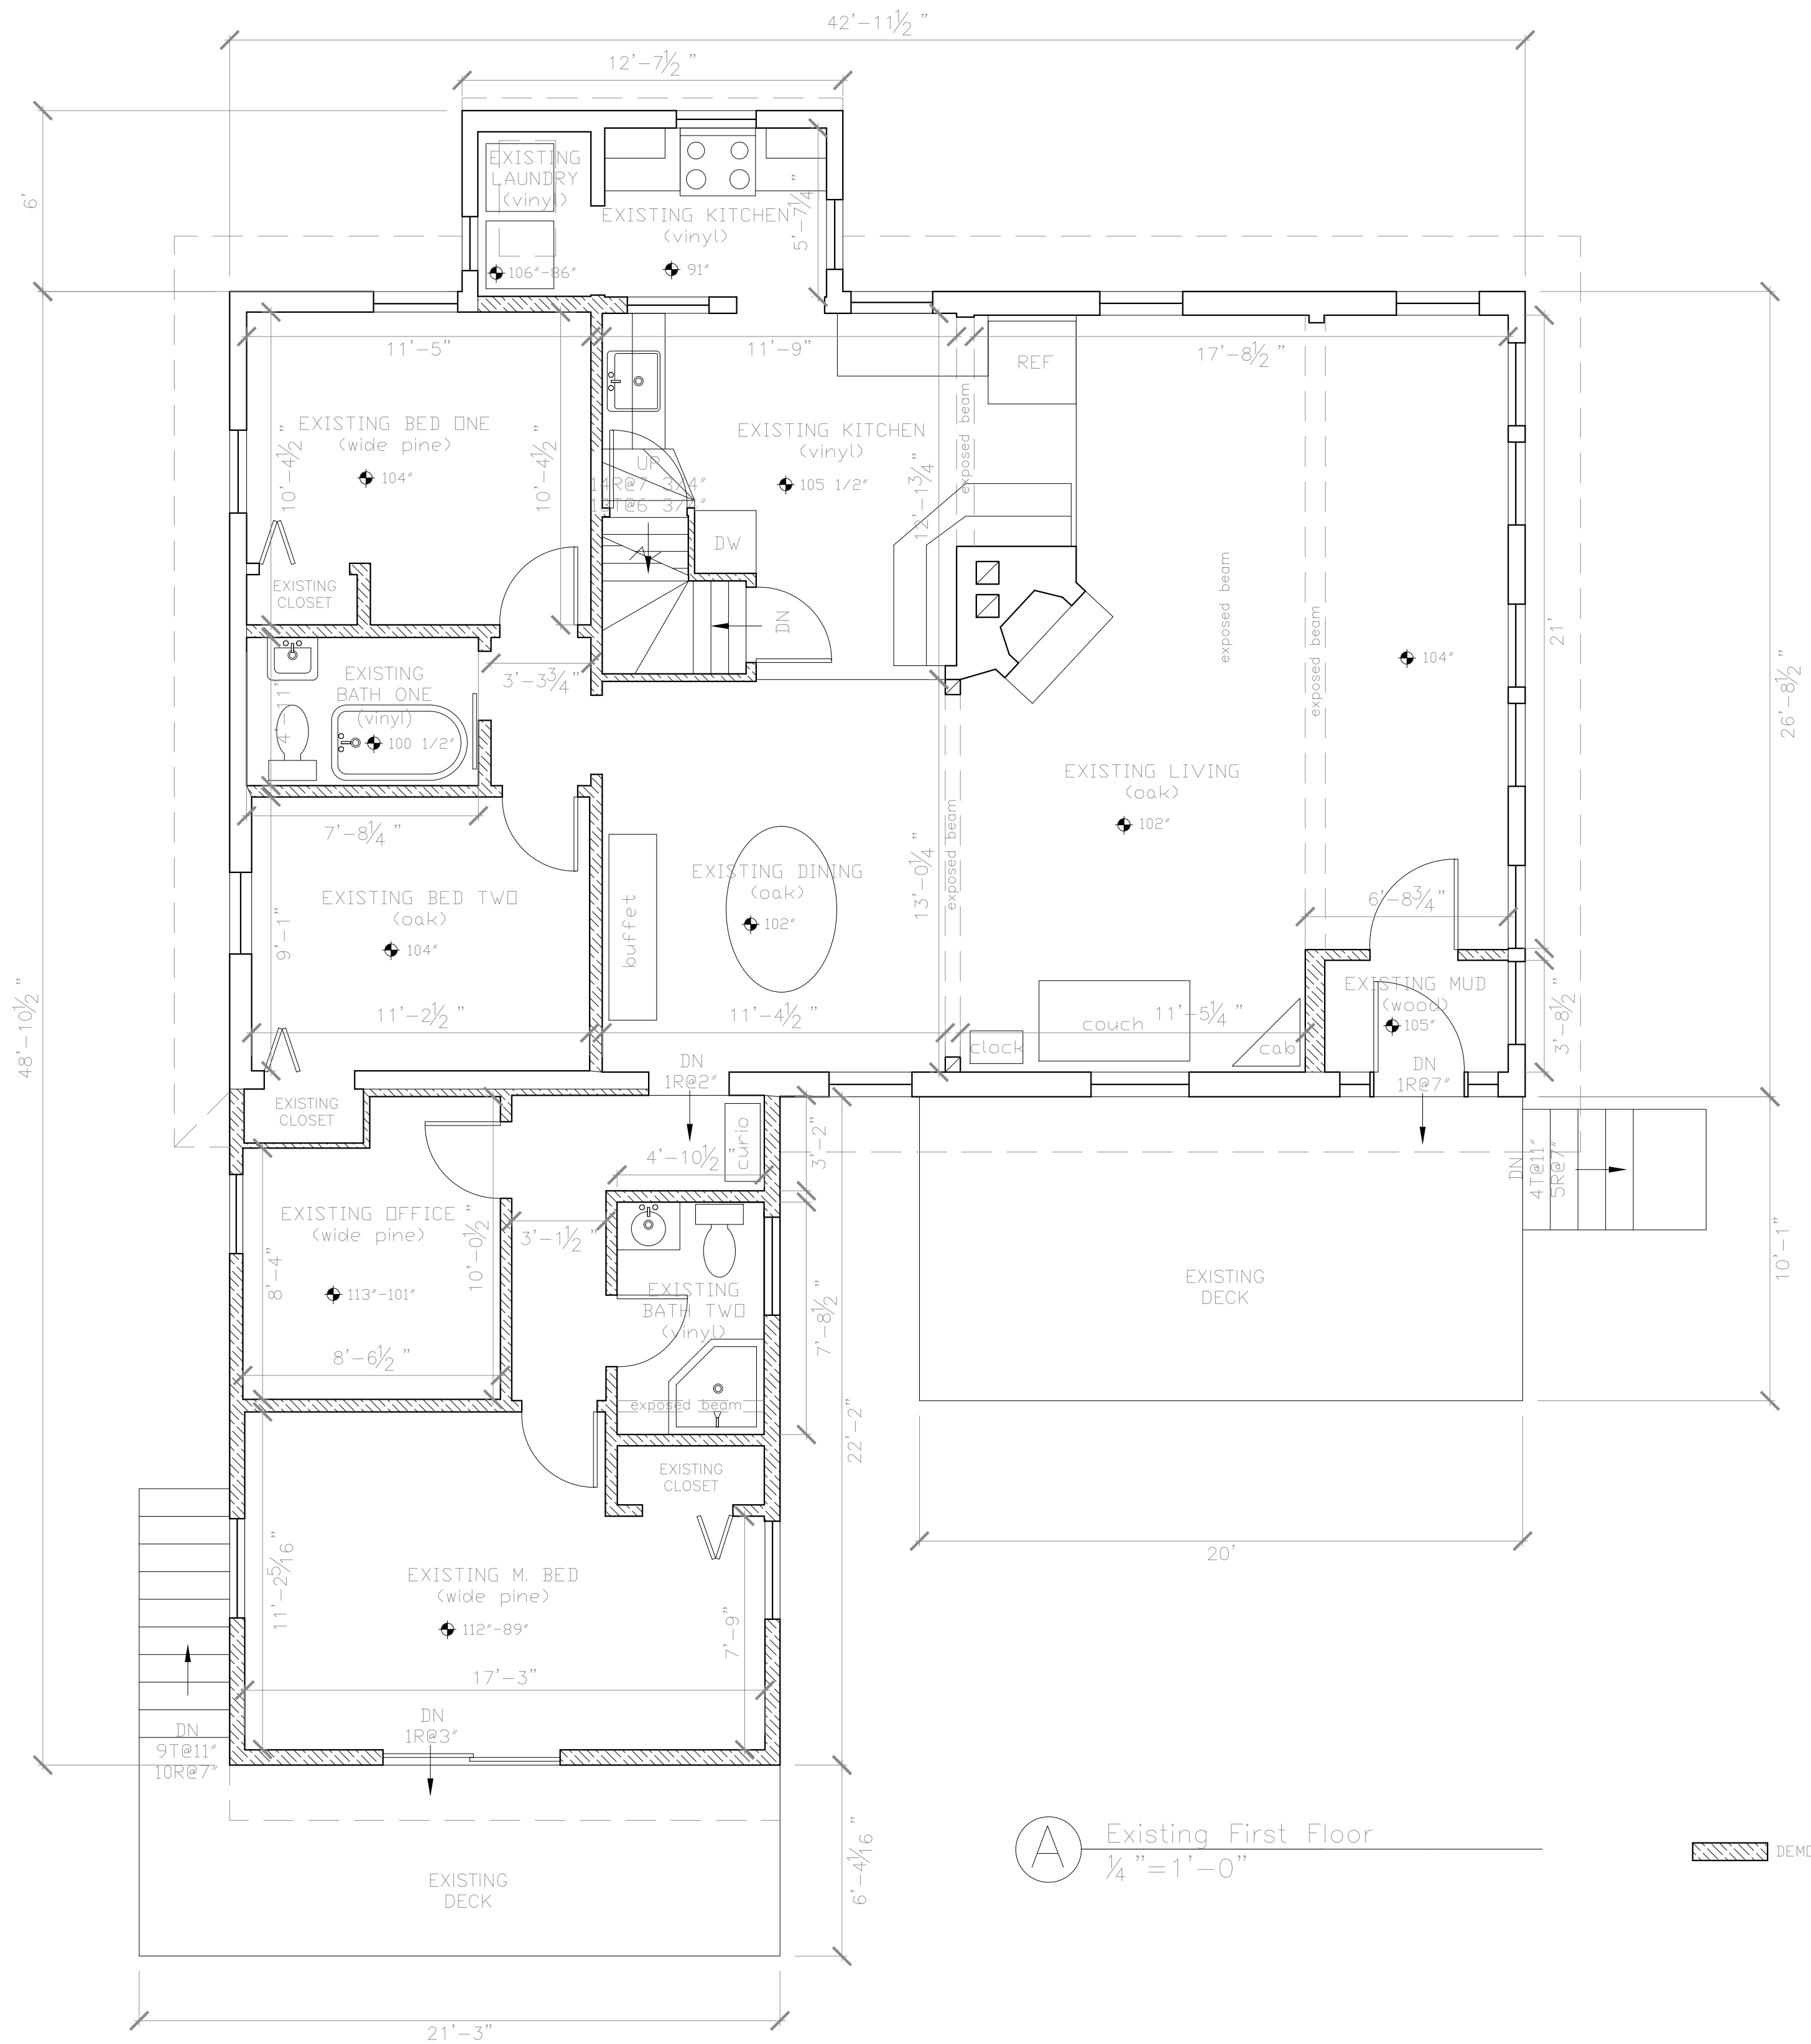 42'-11½"
12'-7½"
6'
EXISTING
LAUNDRY
(vinyl)
EXISTING KITCHEN
(vinyl)
5'-7¼"
106"-86"
91"
11'-5"
11'-9"
17'-8½"
REF
EXISTING BED ONE
(wide pine)
104"
10'-4½"
10'-4½"
UP
EXISTING KITCHEN
(vinyl)
105 1/2"
12'-1¾"
exposed beam
DW
EXISTING
CLOSET
DN
exposed beam
exposed beam
104"
21'
26'-8½"
EXISTING
BATH ONE
(vinyl)
100 1/2"
4'-11"
3'-3¾"
7'-8¼"
EXISTING LIVING
(oak)
102"
EXISTING BED TWO
(oak)
104"
9'-1"
buffet
EXISTING DINING
(oak)
102"
13'-0¼"
exposed beam
6'-8¾"
EXISTING MUD
(wood)
105"
3'-8½"
11'-2½"
11'-4½"
11'-5¼"
couch
clock
cab
48'-10½"
DN
1R@2"
DN
1R@7"
EXISTING
CLOSET
curio
4'-10½"
3'-2"
DN
4T@11"
5R@7"
EXISTING OFFICE
(wide pine)
113"-101"
8'-4"
10'-0½"
3'-1½"
8'-6½"
EXISTING
BATH TWO
(vinyl)
7'-8½"
exposed beam
EXISTING
DECK
10'-1"
22'-2"
EXISTING
CLOSET
20'
EXISTING M. BED
(wide pine)
112"-89"
11'-2 5/16"
7'-9"
17'-3"
DN
9T@11"
10R@7"
DN
1R@3"
EXISTING
DECK
6'-4 1/16"
21'-3"
A
Existing First Floor
¼"=1'-0"